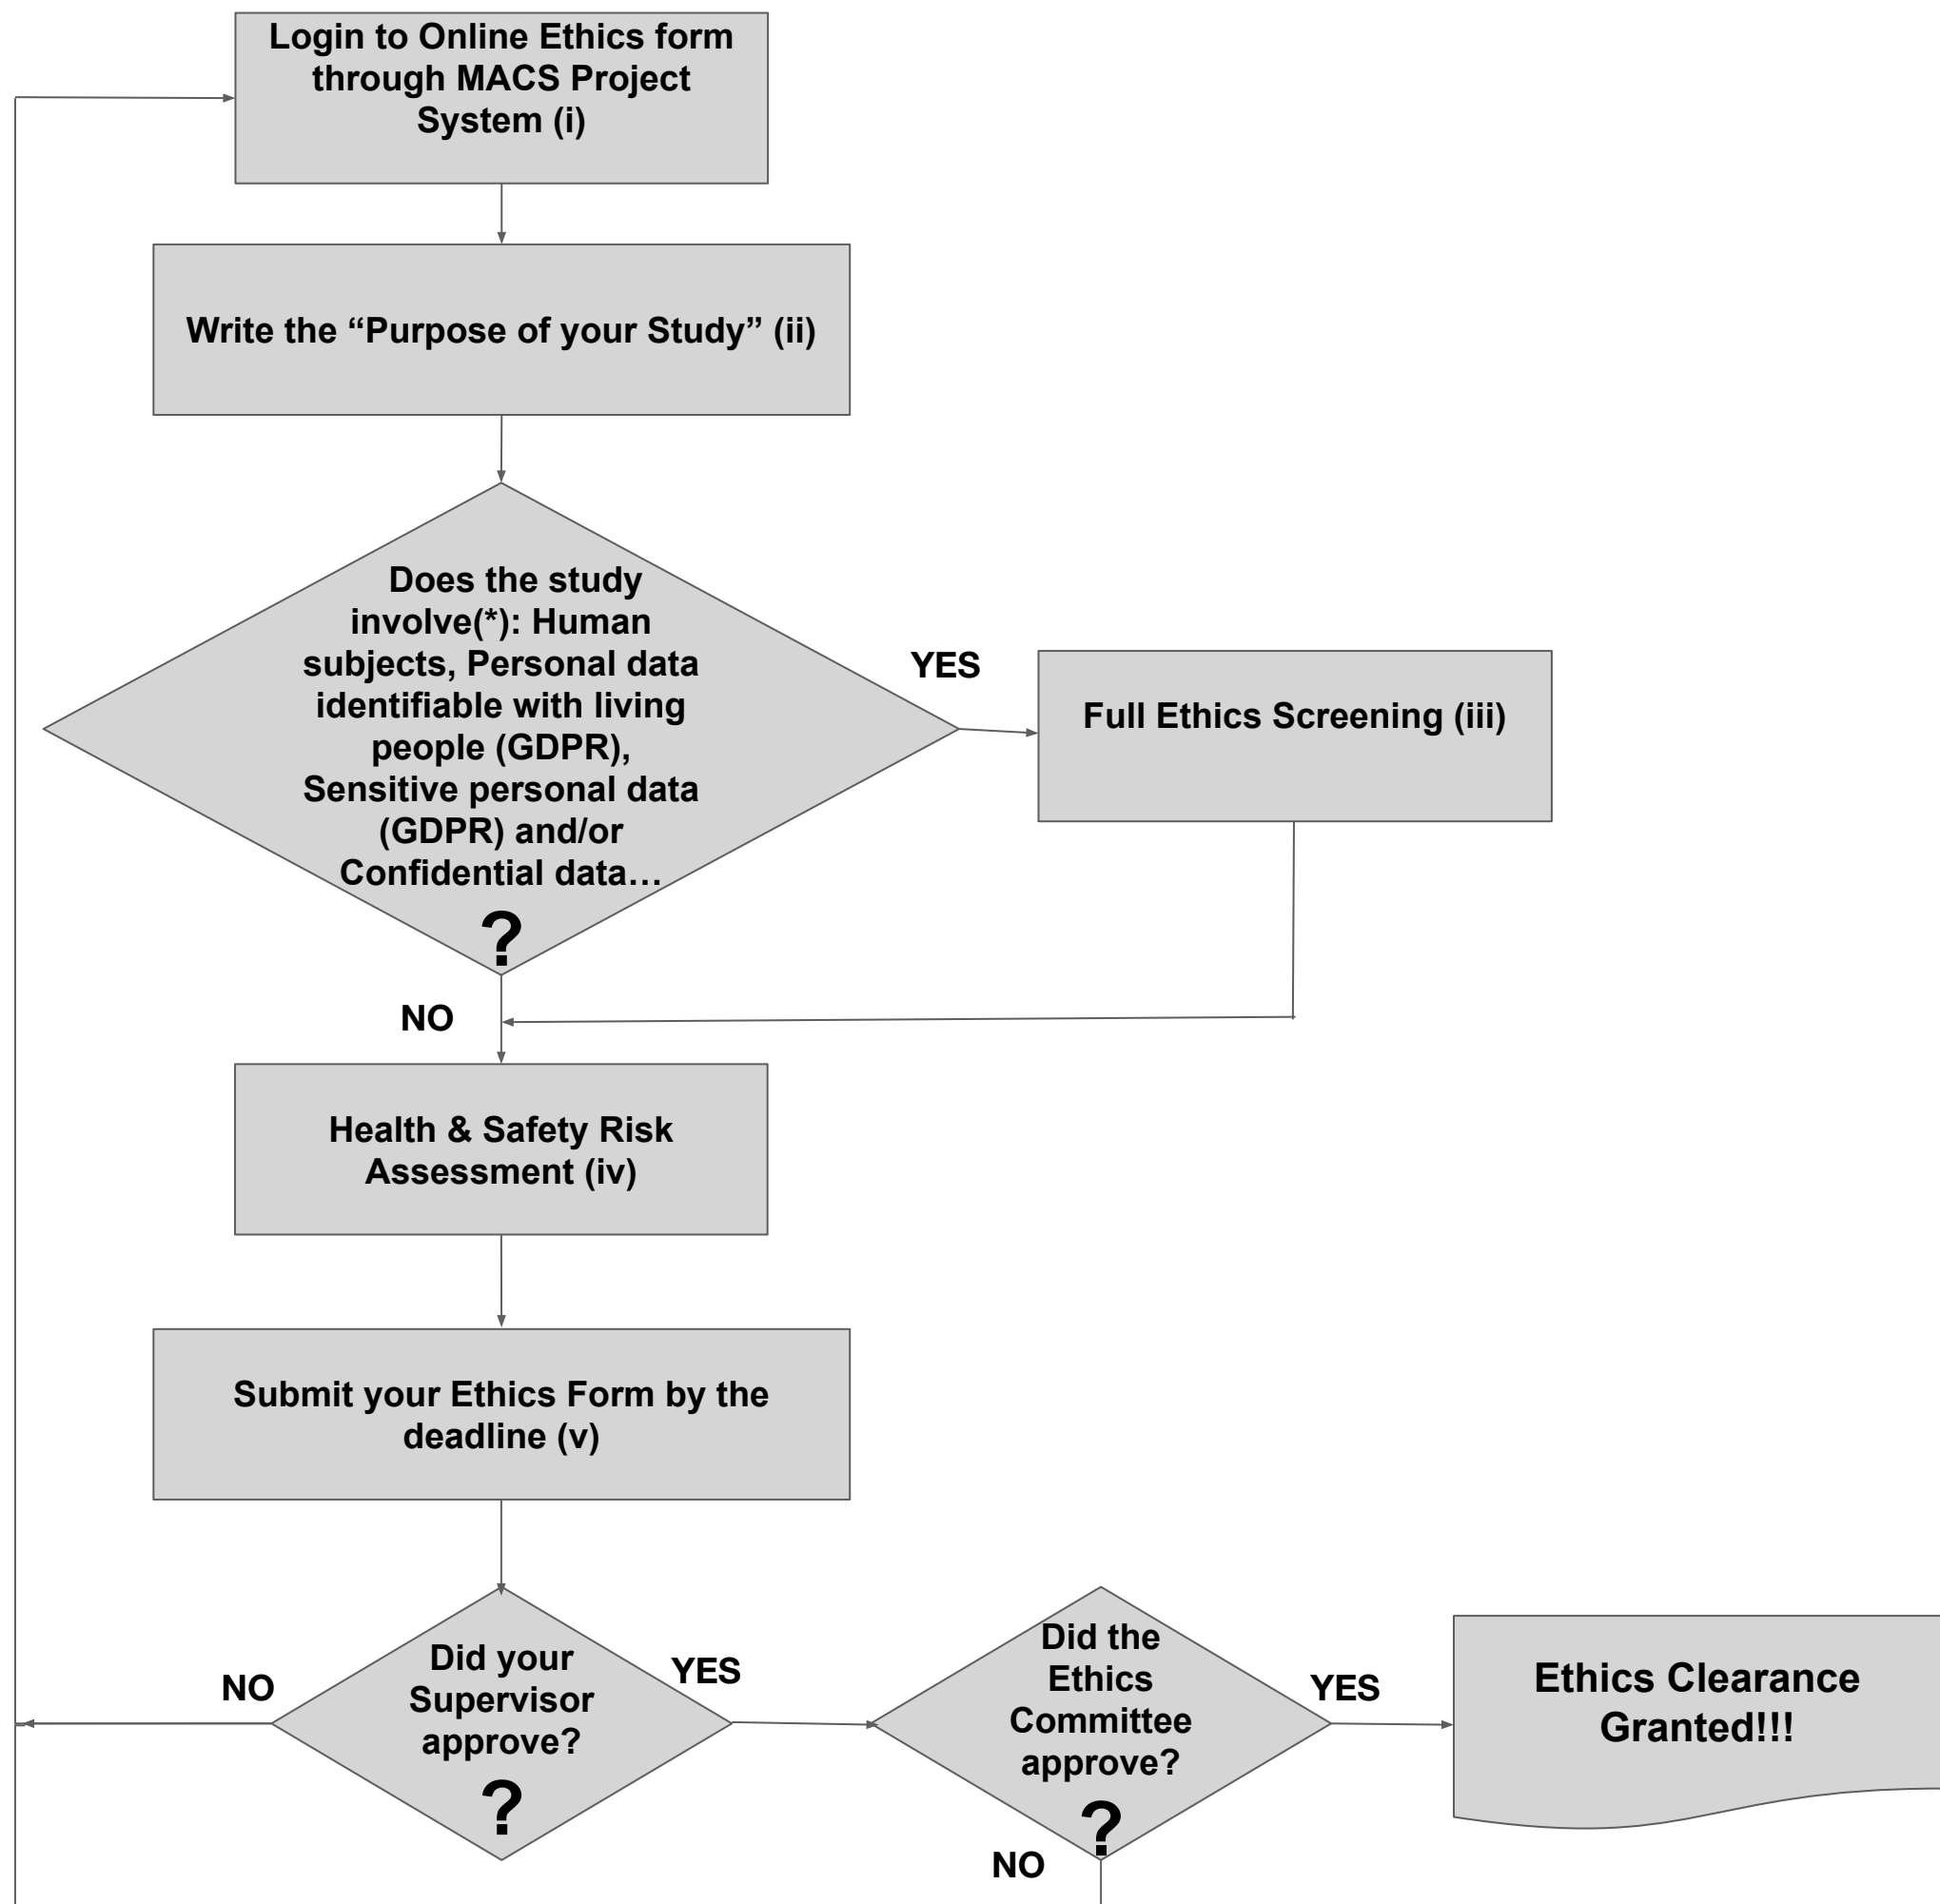 Login to Online Ethics form
through MACS Project
System (i)
Write the “Purpose of your Study” (ii)
Does the study
involve(*): Human
subjects, Personal data
identifiable with living
people (GDPR),
Sensitive personal data
(GDPR) and/or
Confidential data…
?
YES
Full Ethics Screening (iii)
NO
Health & Safety Risk
Assessment (iv)
Submit your Ethics Form by the
deadline (v)
NO
Did your
Supervisor
approve?
?
YES
Did the
Ethics
Committee
approve?
?
YES
NO
Ethics Clearance
Granted!!!